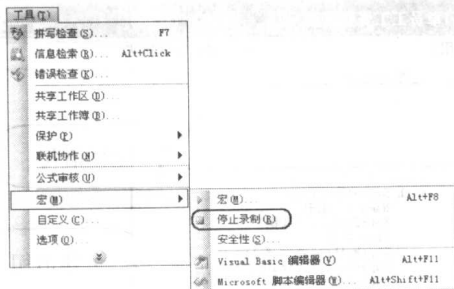 工具(T)
拼写检查(S)... F7
信息检索(R)... Alt+Click
错误检查(K)...
共享工作区(D)...
共享工作簿(B)...
保护(P)
联机协作(N)
公式审核(U)
宏(M)
自定义(C)...
选项(O)...
宏(M)... Alt+F8
停止录制(R)
安全性(S)...
Visual Basic 编辑器(V) Alt+F11
Microsoft 脚本编辑器(E)... Alt+Shift+F11